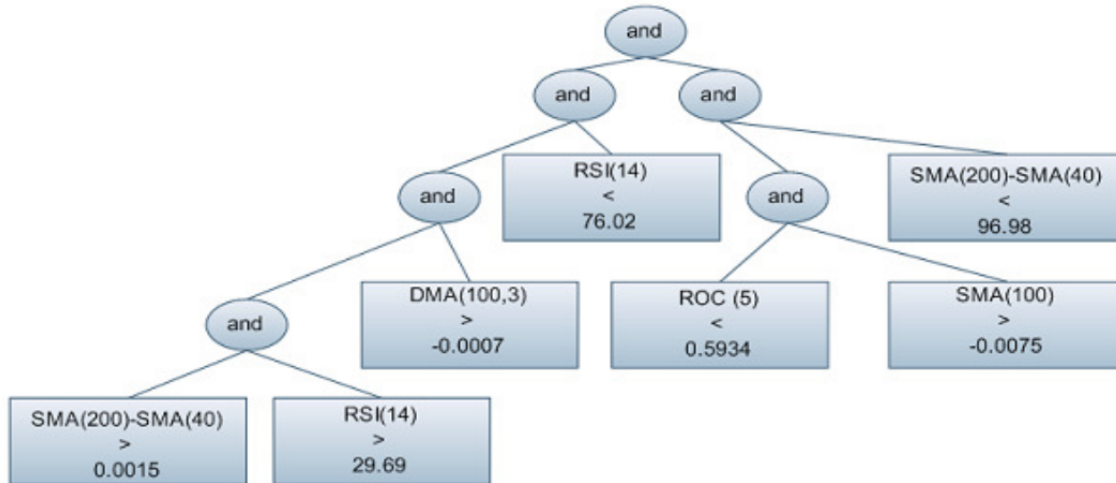 and
and
and
and
RSI(14)
<
76.02
and
SMA(200)-SMA(40)
<
96.98
and
DMA(100,3)
>
-0.0007
ROC (5)
<
0.5934
SMA(100)
>
-0.0075
SMA(200)-SMA(40)
>
0.0015
RSI(14)
>
29.69